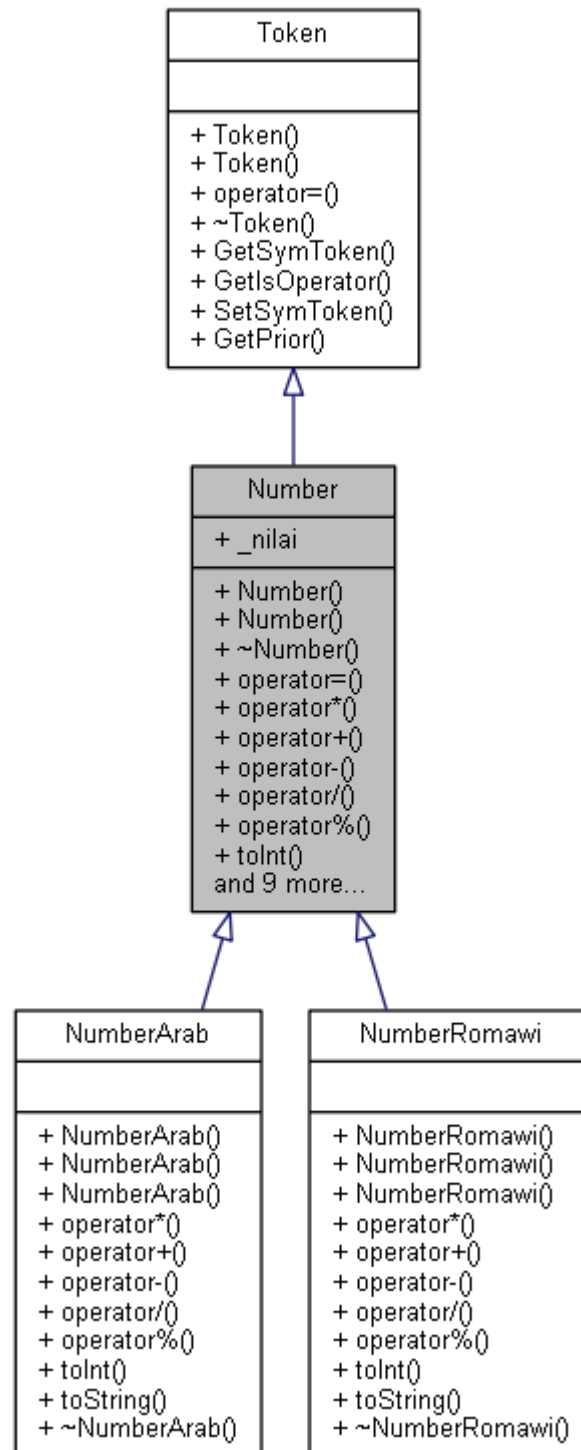 Token
+ Token()
+ Token()
+ operator=()
+ ~Token()
+ GetSymToken()
+ GetIsOperator()
+ SetSymToken()
+ GetPrior()
Number
+ _nilai
+ Number()
+ Number()
+ ~Number()
+ operator=()
+ operator*()
+ operator+()
+ operator-()
+ operator/()
+ operator%()
+ toInt()
and 9 more...
NumberArab
+ NumberArab()
+ NumberArab()
+ NumberArab()
+ operator*()
+ operator+()
+ operator-()
+ operator/()
+ operator%()
+ toInt()
+ toString()
+ ~NumberArab()
NumberRomawi
+ NumberRomawi()
+ NumberRomawi()
+ NumberRomawi()
+ operator*()
+ operator+()
+ operator-()
+ operator/()
+ operator%()
+ toInt()
+ toString()
+ ~NumberRomawi()